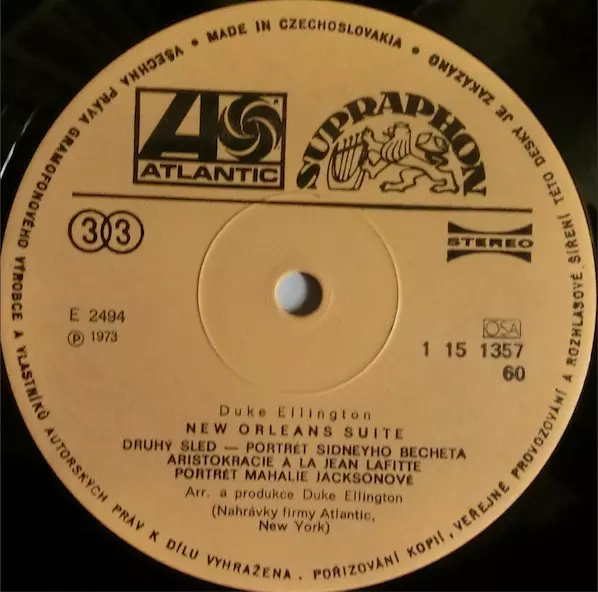 MADE IN CZECHOSLOVAKIA
VŠECHNA PRÁVA GRAMOFONOVÉHO VÝROBCE A VLASTNÍKŮ AUTORSKÝCH PRÁV K DÍLU VYHRAŽENA. POŘIZOVÁNÍ KOPIÍ, VEŘEJNÉ PROVOZOVÁNÍ A ROZHLASOVÉ ŠÍŘENÍ TÉTO DESKY JE ZAKÁZÁNO
ATLANTIC
SUPRAPHON
33
STEREO
E 2494
℗ 1973
OSA
1 15 1357
60
Duke Ellington
NEW ORLEANS SUITE
DRUHÝ SLED — PORTRÉT SIDNEYHO BECHETA
ARISTOKRACIE A LA JEAN LAFITTE
PORTRÉT MAHALIE JACKSONOVÉ
Arr. a produkce Duke Ellington
(Nahrávky firmy Atlantic,
New York)